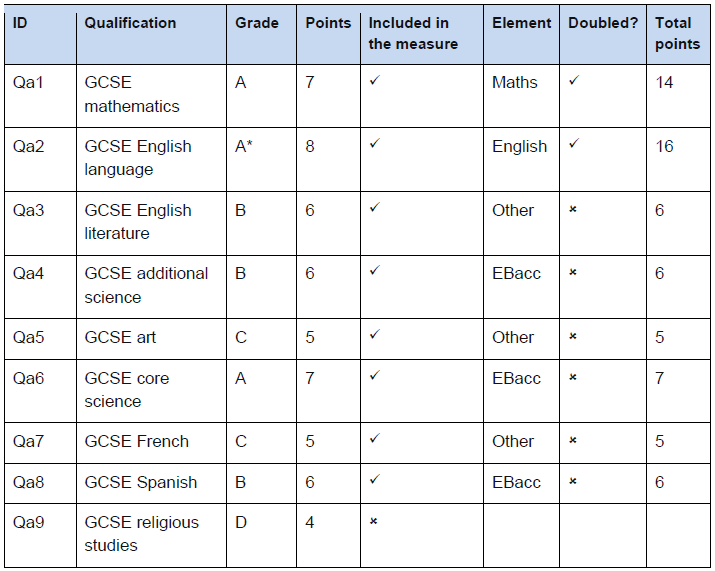 ID Qualification Grade Points Included in the measure Element Doubled? Total points
Qa1 GCSE mathematics A 7 ✓ Maths ✓ 14
Qa2 GCSE English language A* 8 ✓ English ✓ 16
Qa3 GCSE English literature B 6 ✓ Other × 6
Qa4 GCSE additional science B 6 ✓ EBacc × 6
Qa5 GCSE art C 5 ✓ Other × 5
Qa6 GCSE core science A 7 ✓ EBacc × 7
Qa7 GCSE French C 5 ✓ Other × 5
Qa8 GCSE Spanish B 6 ✓ EBacc × 6
Qa9 GCSE religious studies D 4 ×